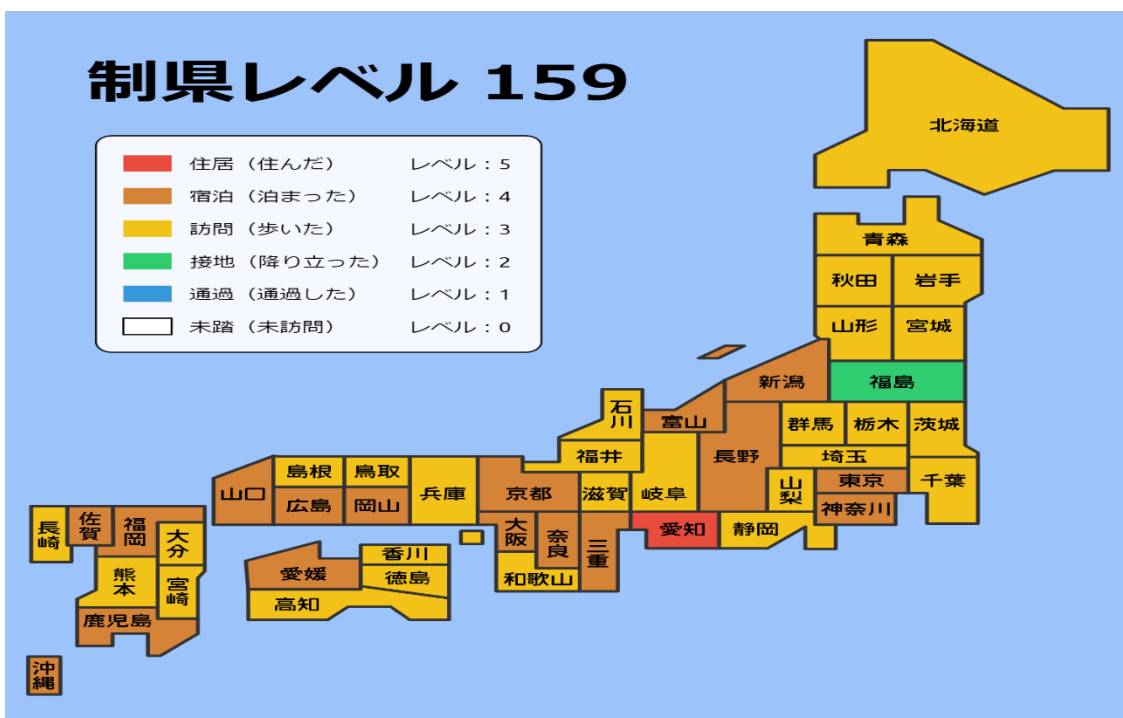 制県レベル 159
住居（住んだ） レベル：5
宿泊（泊まった） レベル：4
訪問（歩いた） レベル：3
接地（降り立った） レベル：2
通過（通過した） レベル：1
未踏（未訪問） レベル：0
北海道
青森
秋田
岩手
山形
宮城
新潟
福島
石川
富山
群馬
栃木
茨城
福井
長野
埼玉
島根
鳥取
兵庫
京都
滋賀
岐阜
山梨
東京
千葉
山口
広島
岡山
神奈川
長崎
佐賀
福岡
大分
大阪
奈良
三重
愛知
静岡
香川
愛媛
徳島
和歌山
熊本
宮崎
高知
鹿児島
沖縄